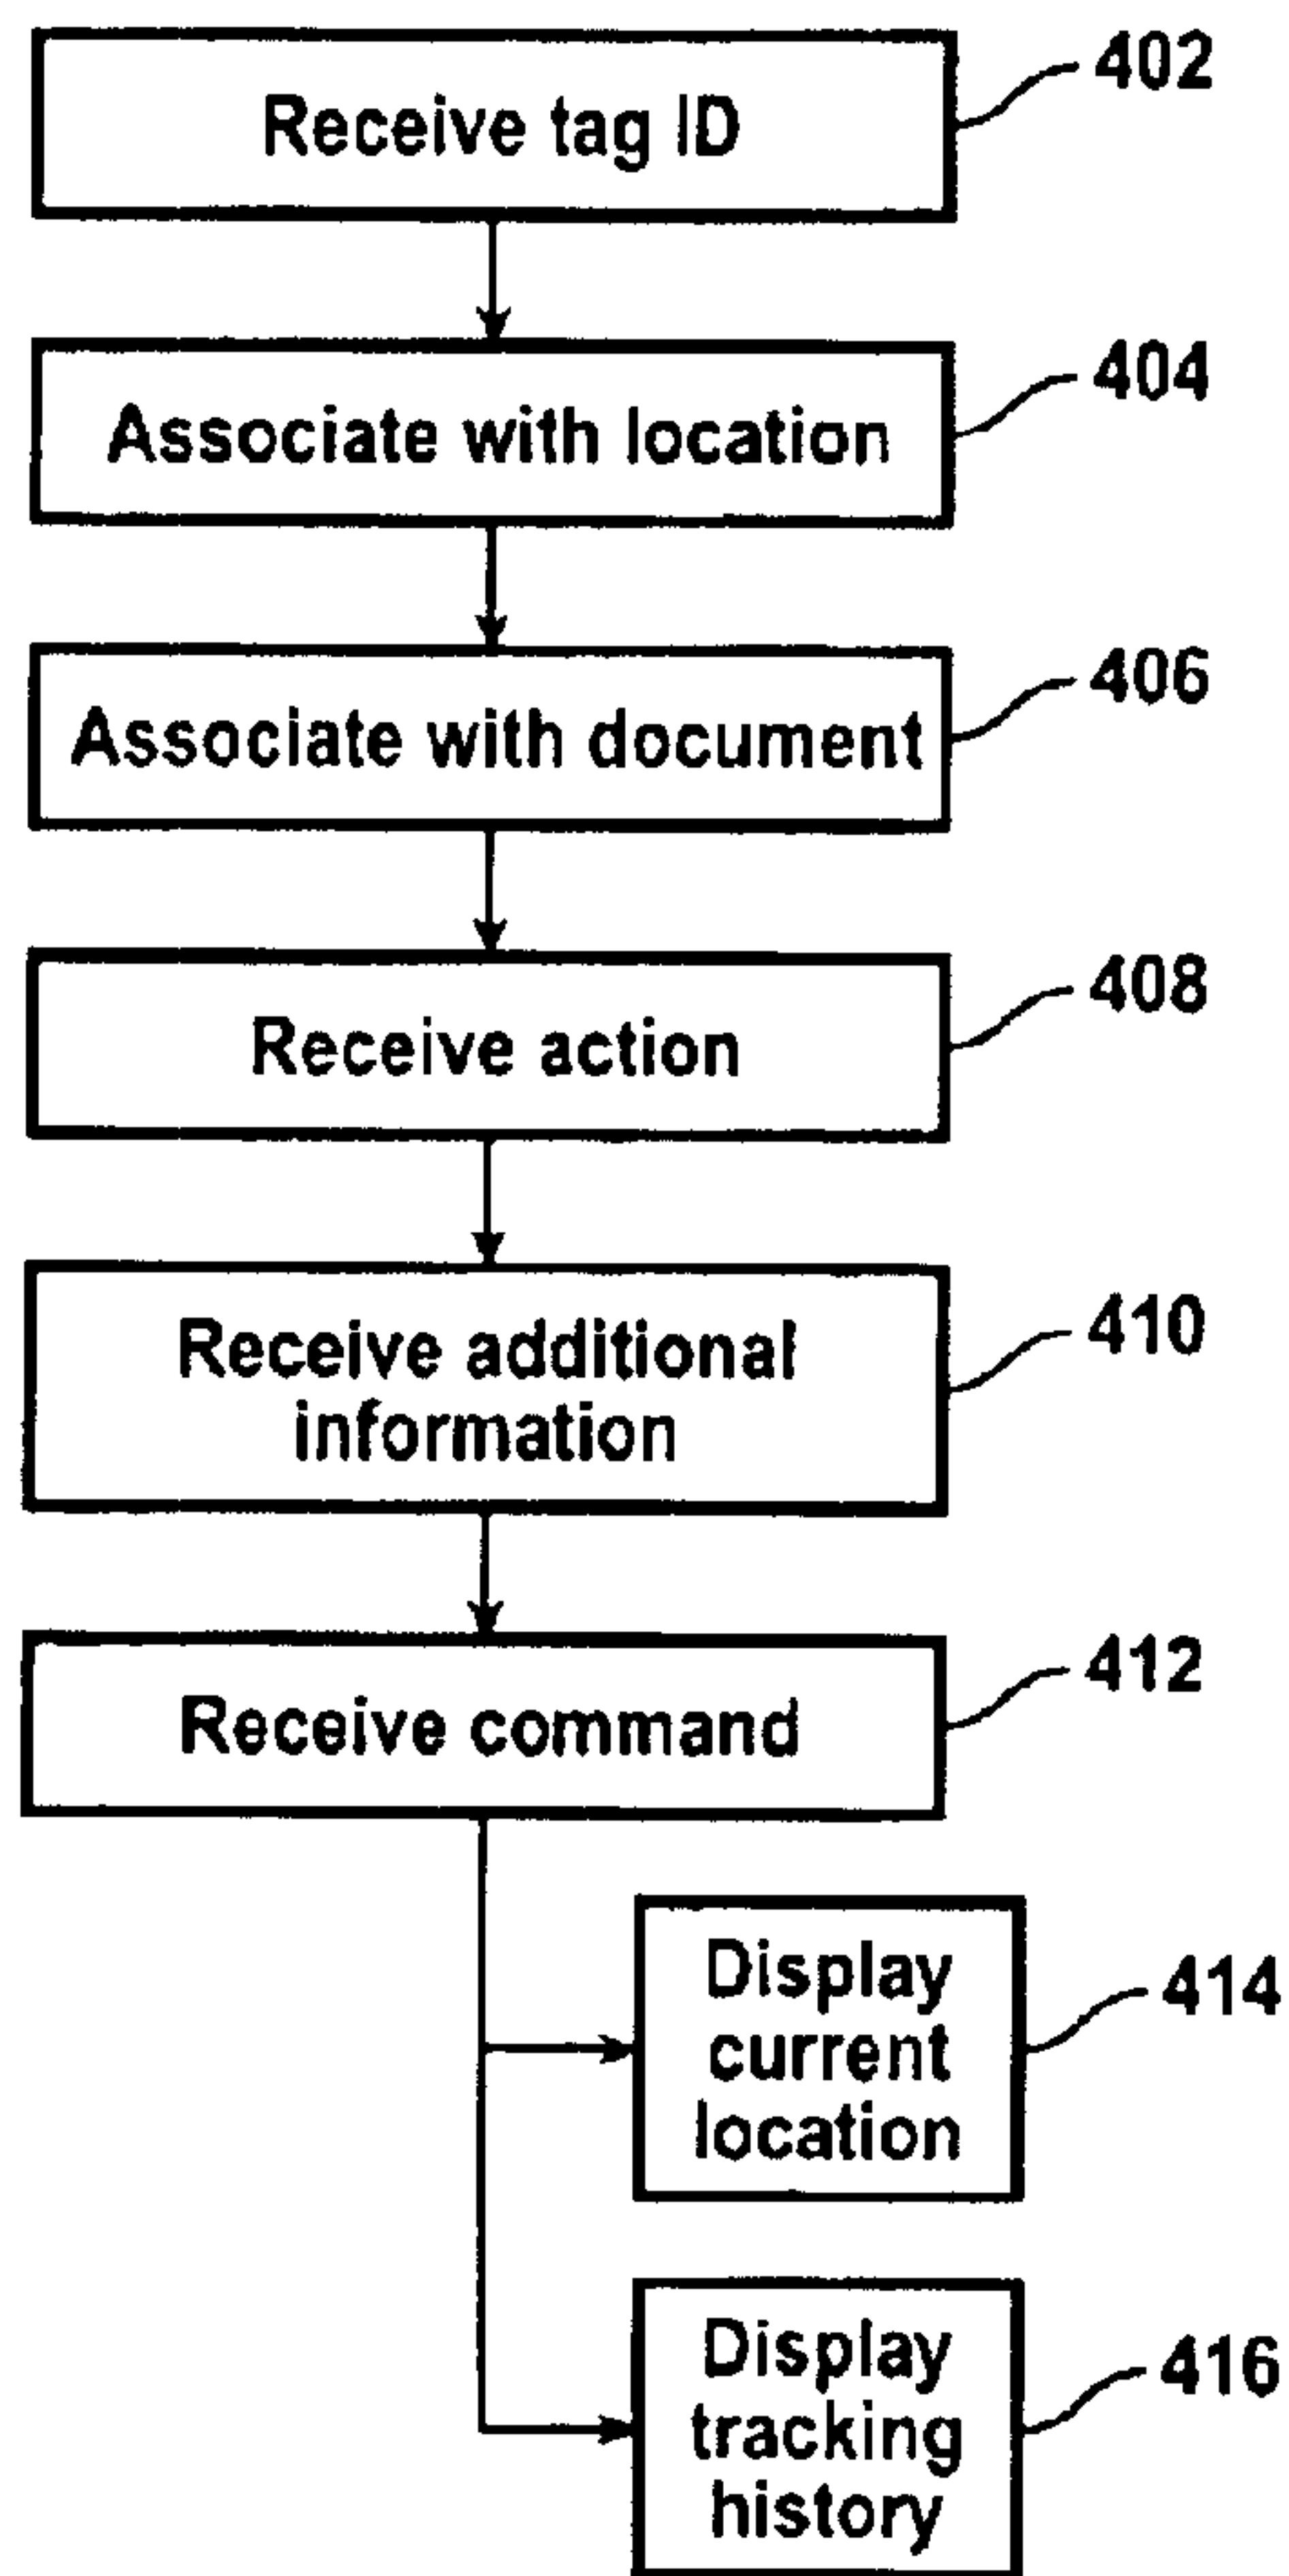 Receive tag ID
402
Associate with location
404
Associate with document
406
Receive action
408
Receive additional
information
410
Receive command
412
Display
current
location
414
Display
tracking
history
416